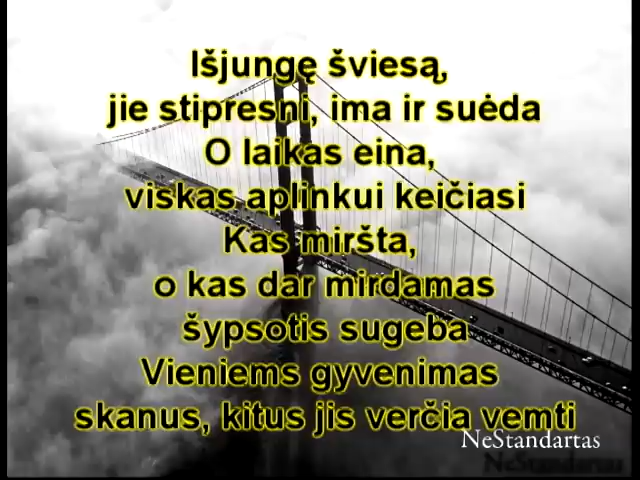 Išjungę šviesą,
jie stipresni, ima ir suėda
O laikas eina,
viskas aplinkui keičiasi
Kas miršta,
o kas dar mirdamas
šypsotis sugeba
Vieniems gyvenimas
skanus, kitus jis verčia vemti
NeStandartas
NeStandartas